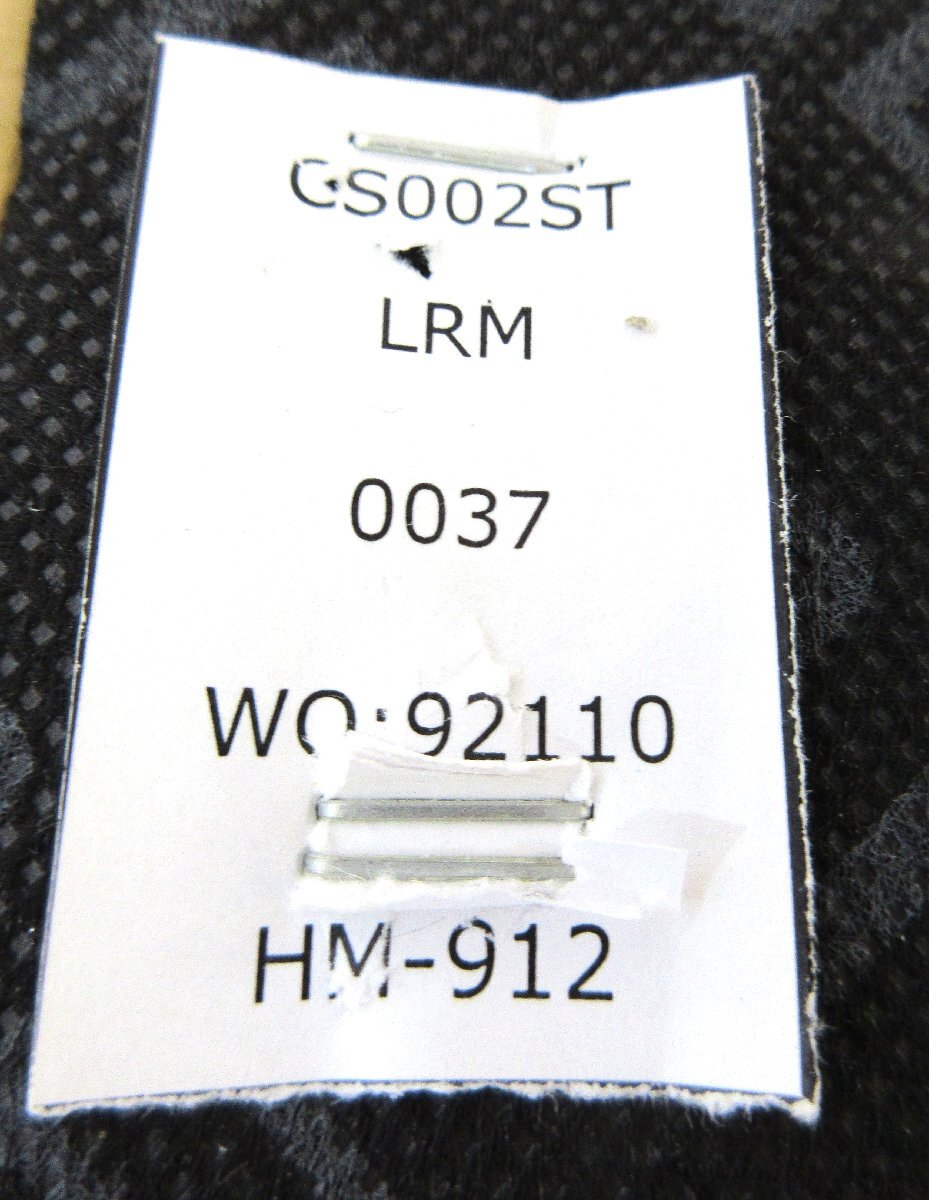 CS002ST
LRM
0037
WO:92110
HM-912